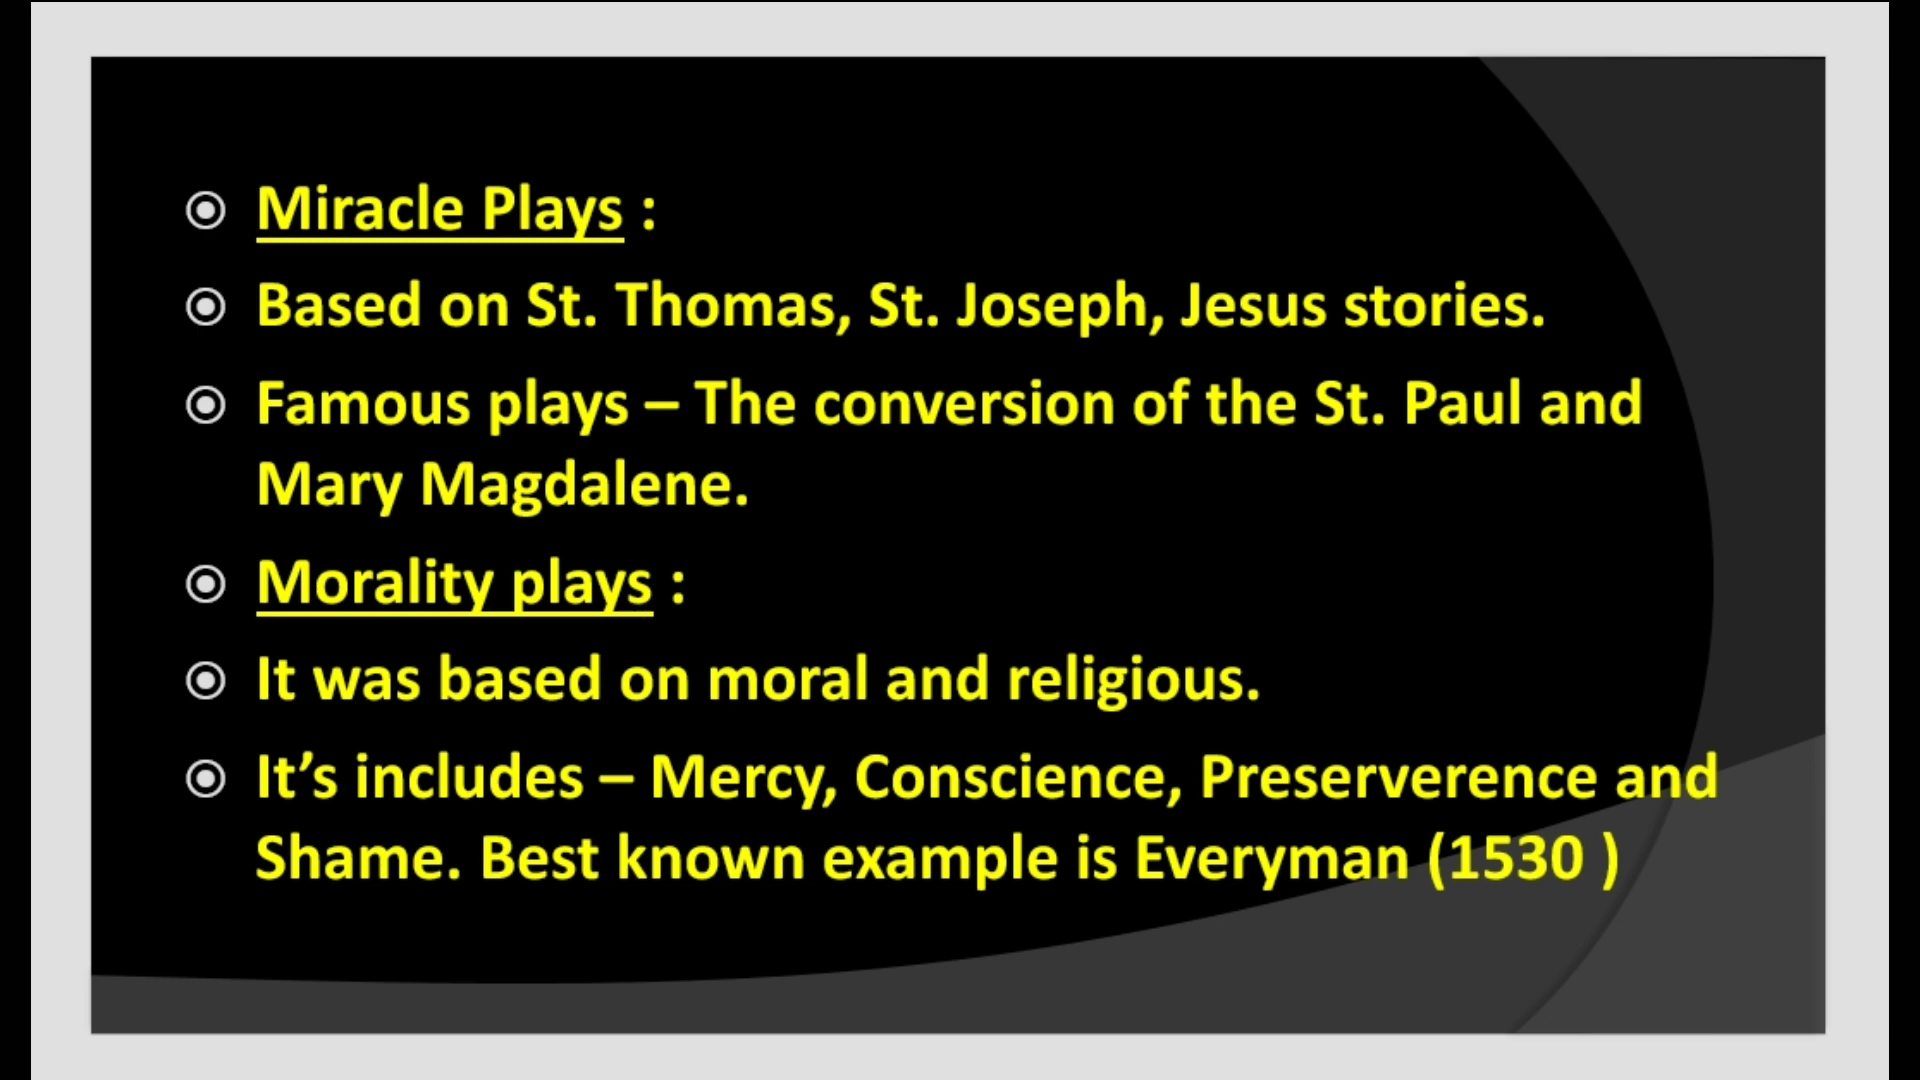 Miracle Plays :
Based on St. Thomas, St. Joseph, Jesus stories.
Famous plays – The conversion of the St. Paul and
Mary Magdalene.
Morality plays :
It was based on moral and religious.
It’s includes – Mercy, Conscience, Preserverence and
Shame. Best known example is Everyman (1530 )